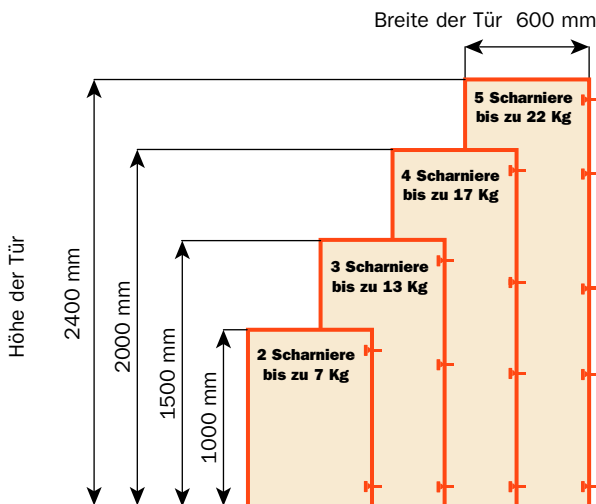 Breite der Tür 600 mm
5 Scharniere
bis zu 22 Kg
4 Scharniere
bis zu 17 Kg
3 Scharniere
bis zu 13 Kg
2 Scharniere
bis zu 7 Kg
Höhe der Tür
2400 mm
2000 mm
1500 mm
1000 mm